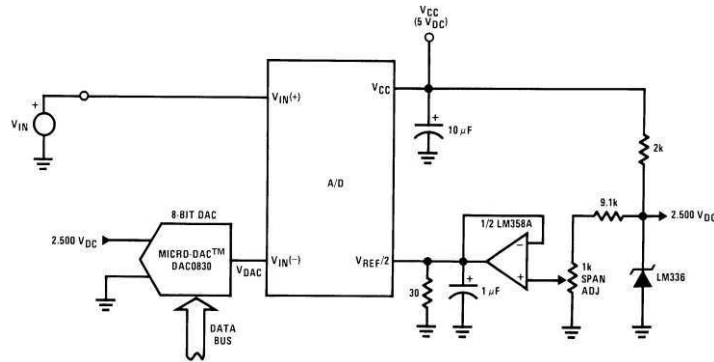 VCC
(5 VDC)
VIN(+)
VCC
+
VIN
+
10 µF
2k
A/D
8-BIT DAC
2.500 VDC
MICRO-DAC™
DAC0830
VDAC
VIN(−)
DATA
BUS
VREF/2
1/2 LM358A
−
+
9.1k
2.500 VDC
30
+
1 µF
1k
SPAN
ADJ
LM336